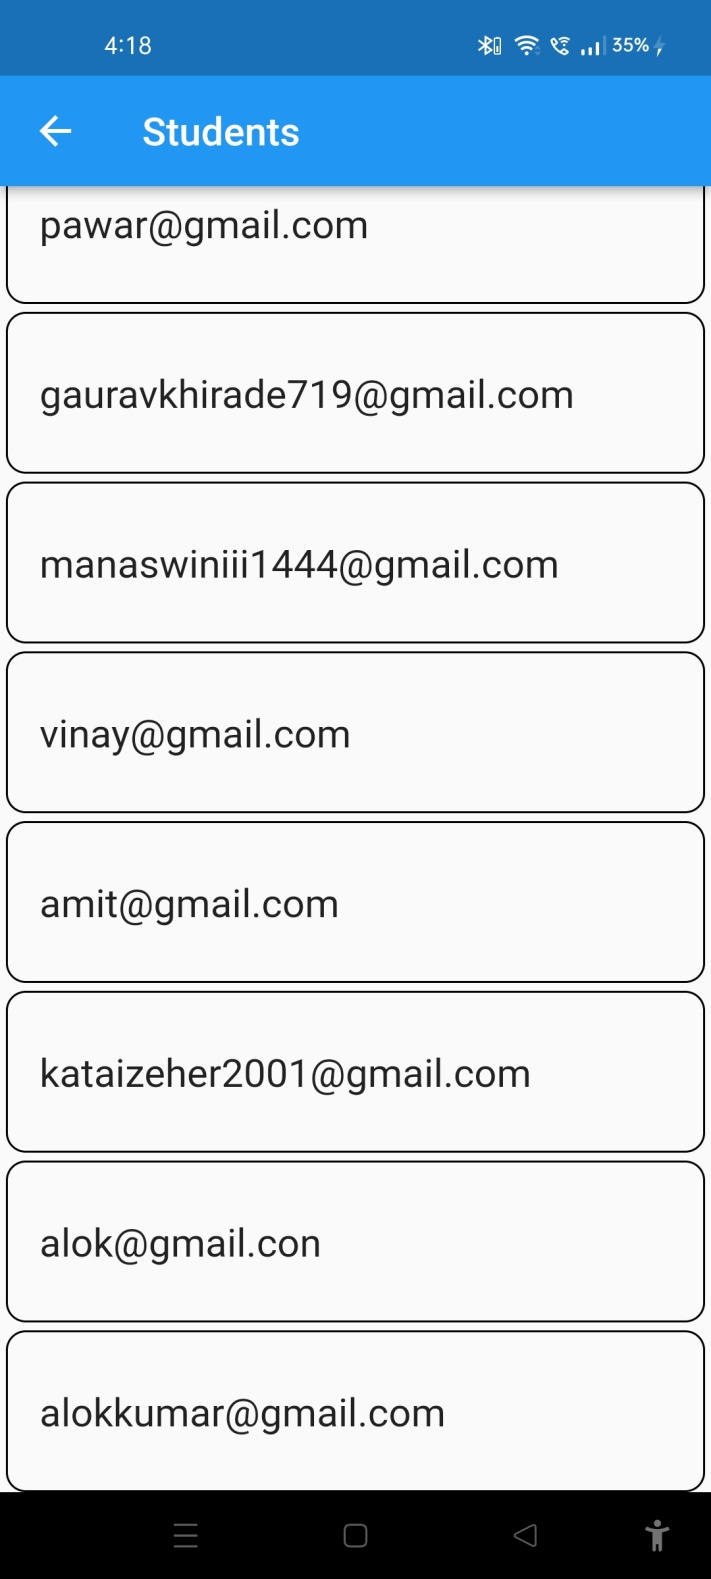 4:18
35%
Students
pawar@gmail.com
gauravkhirade719@gmail.com
manaswiniii1444@gmail.com
vinay@gmail.com
amit@gmail.com
kataizeher2001@gmail.com
alok@gmail.con
alokkumar@gmail.com